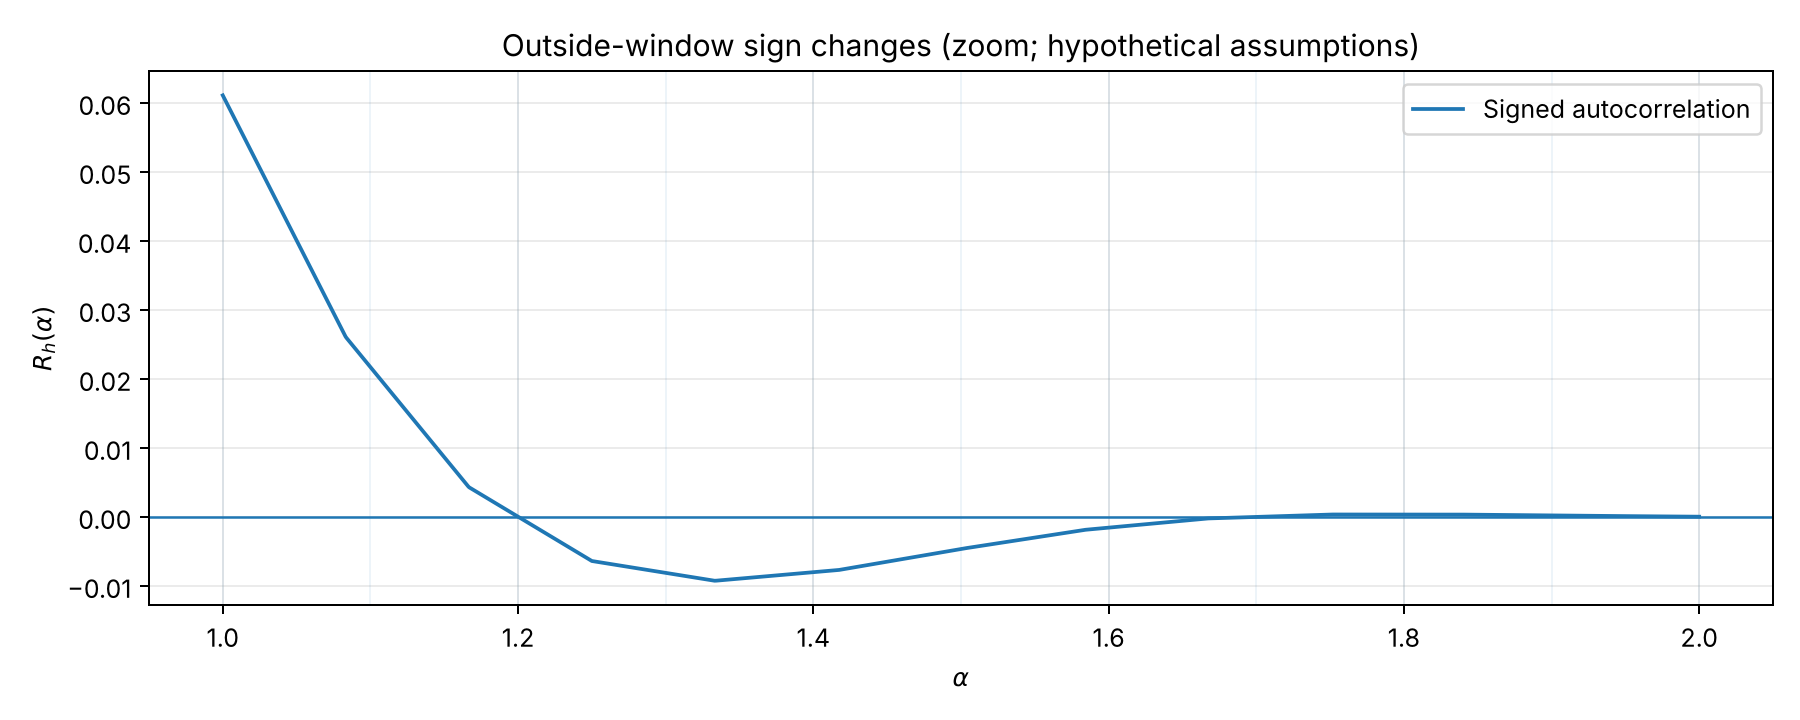 Outside-window sign changes (zoom; hypothetical assumptions)
Signed autocorrelation
0.06
0.05
0.04
0.03
0.02
0.01
0.00
−0.01
Rₕ(α)
1.0 1.2 1.4 1.6 1.8 2.0
α